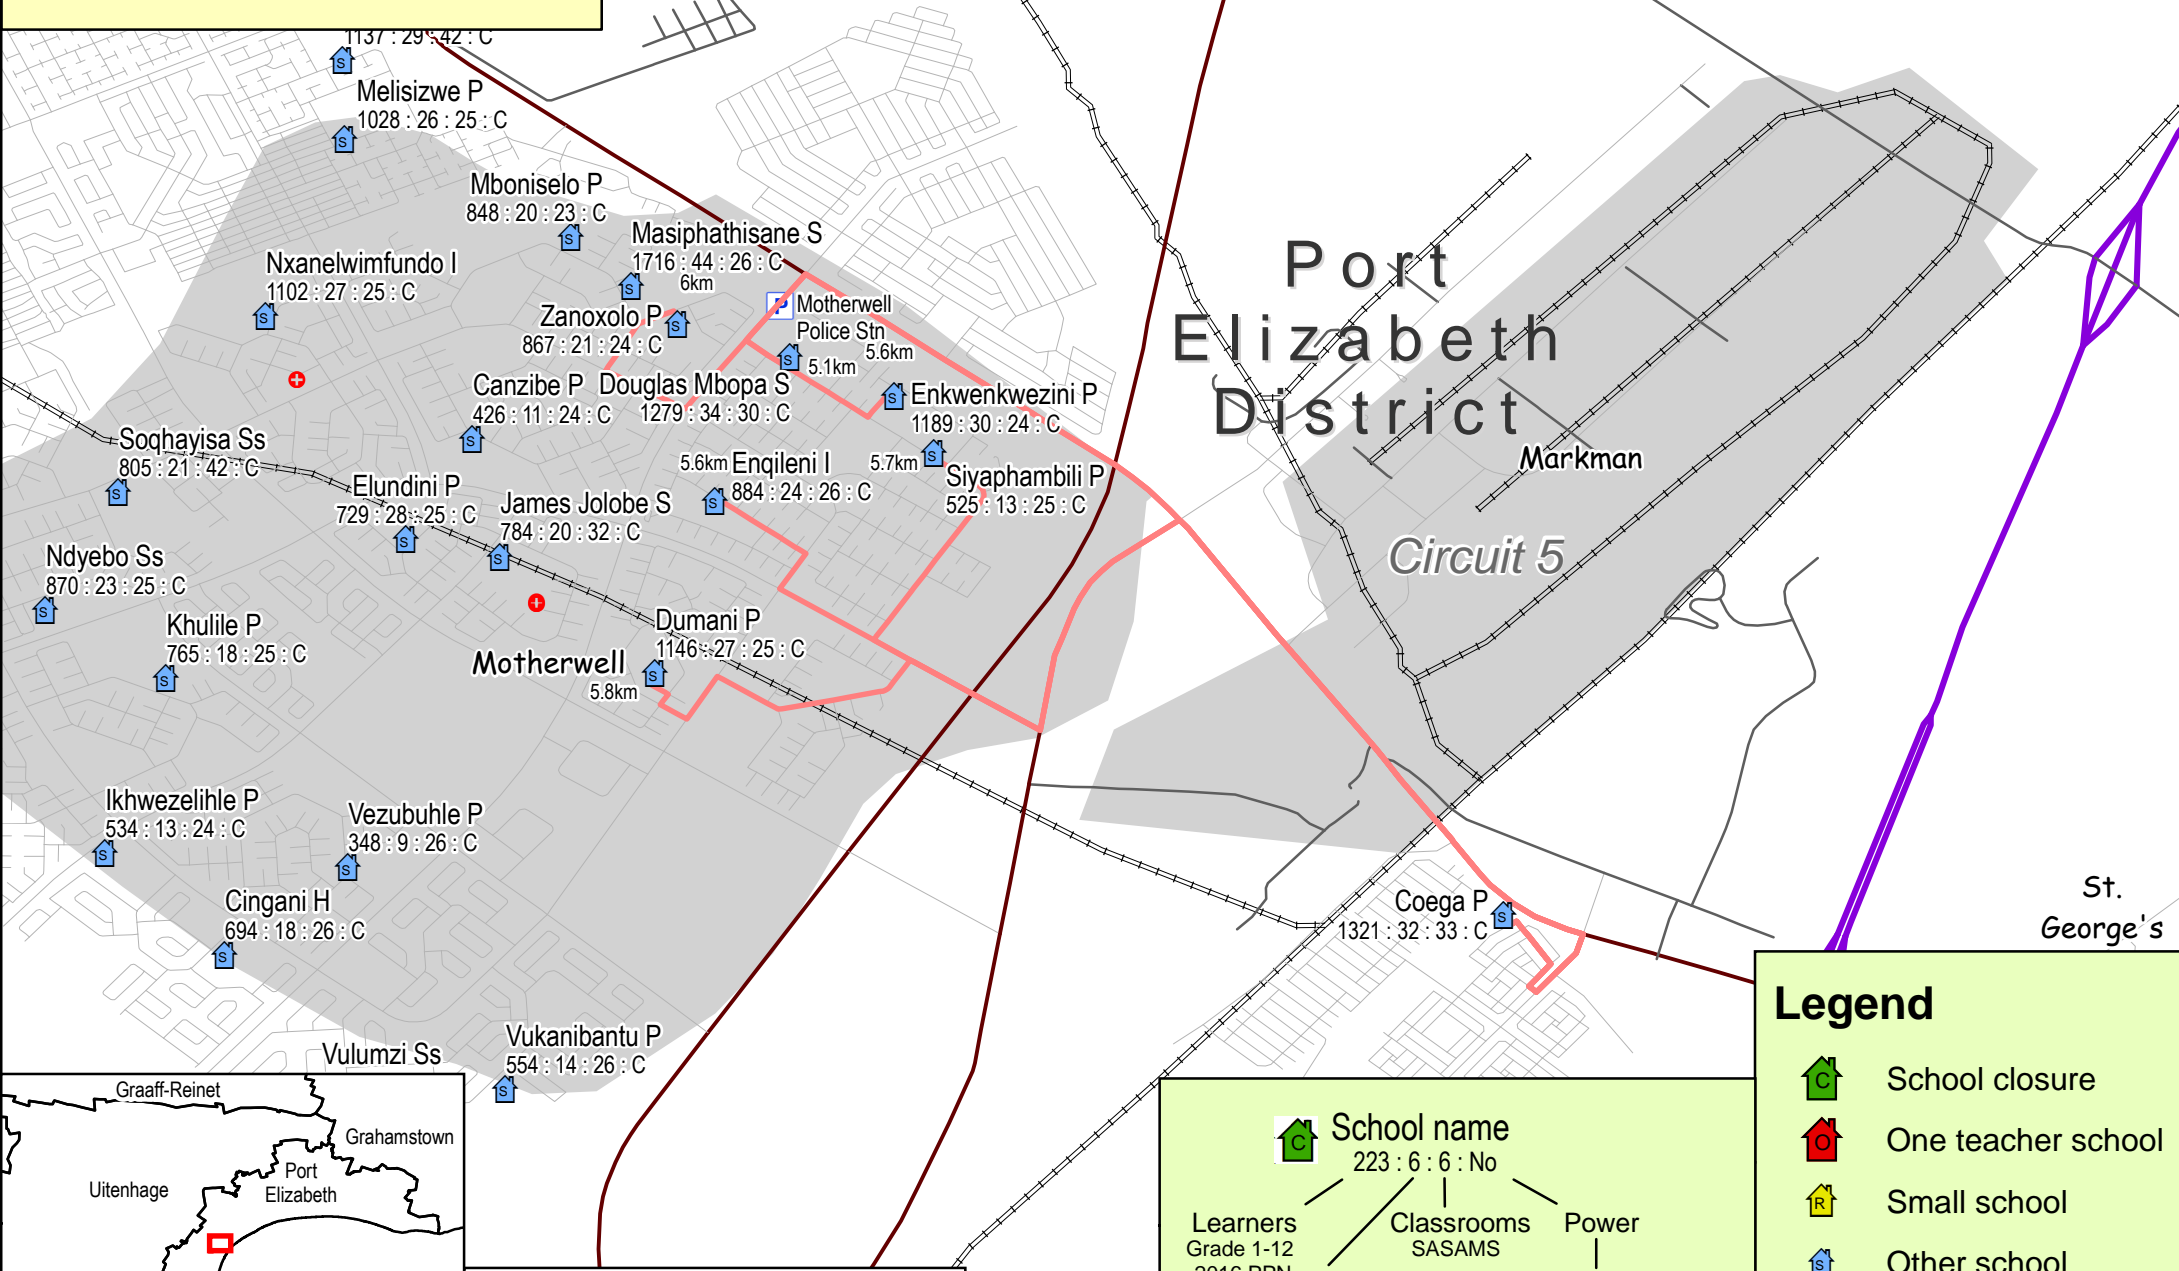 1137 : 29 : 42 : C
Melisizwe P
1028 : 26 : 25 : C
Mboniselo P
848 : 20 : 23 : C
Masiphathisane S
1716 : 44 : 26 : C
6km
Nxanelwimfundo I
1102 : 27 : 25 : C
Zanoxolo P
867 : 21 : 24 : C
P
Motherwell
Police Stn
5.6km
5.1km
Port
Elizabeth
District
Canzibe P
426 : 11 : 24 : C
Douglas Mbopa S
1279 : 34 : 30 : C
Enkwenkwezini P
1189 : 30 : 24 : C
Soqhayisa Ss
805 : 21 : 42 : C
5.6km
Enqileni I
884 : 24 : 26 : C
5.7km
Siyaphambili P
525 : 13 : 25 : C
Markman
Elundini P
729 : 28 : 25 : C
James Jolobe S
784 : 20 : 32 : C
Circuit 5
Ndyebo Ss
870 : 23 : 25 : C
Khulile P
765 : 18 : 25 : C
Dumani P
1146 : 27 : 25 : C
Motherwell
5.8km
Ikhwezelihle P
534 : 13 : 24 : C
Vezubuhle P
348 : 9 : 26 : C
Cingani H
694 : 18 : 26 : C
Coega P
1321 : 32 : 33 : C
St.
George's
Vukanibantu P
554 : 14 : 26 : C
Vulumzi Ss
Graaff-Reinet
Grahamstown
Port
Elizabeth
Uitenhage
C
School name
223 : 6 : 6 : No
Learners
Grade 1-12
2016 PPN
Classrooms
SASAMS
Power
Legend
C School closure
O One teacher school
R Small school
S Other school